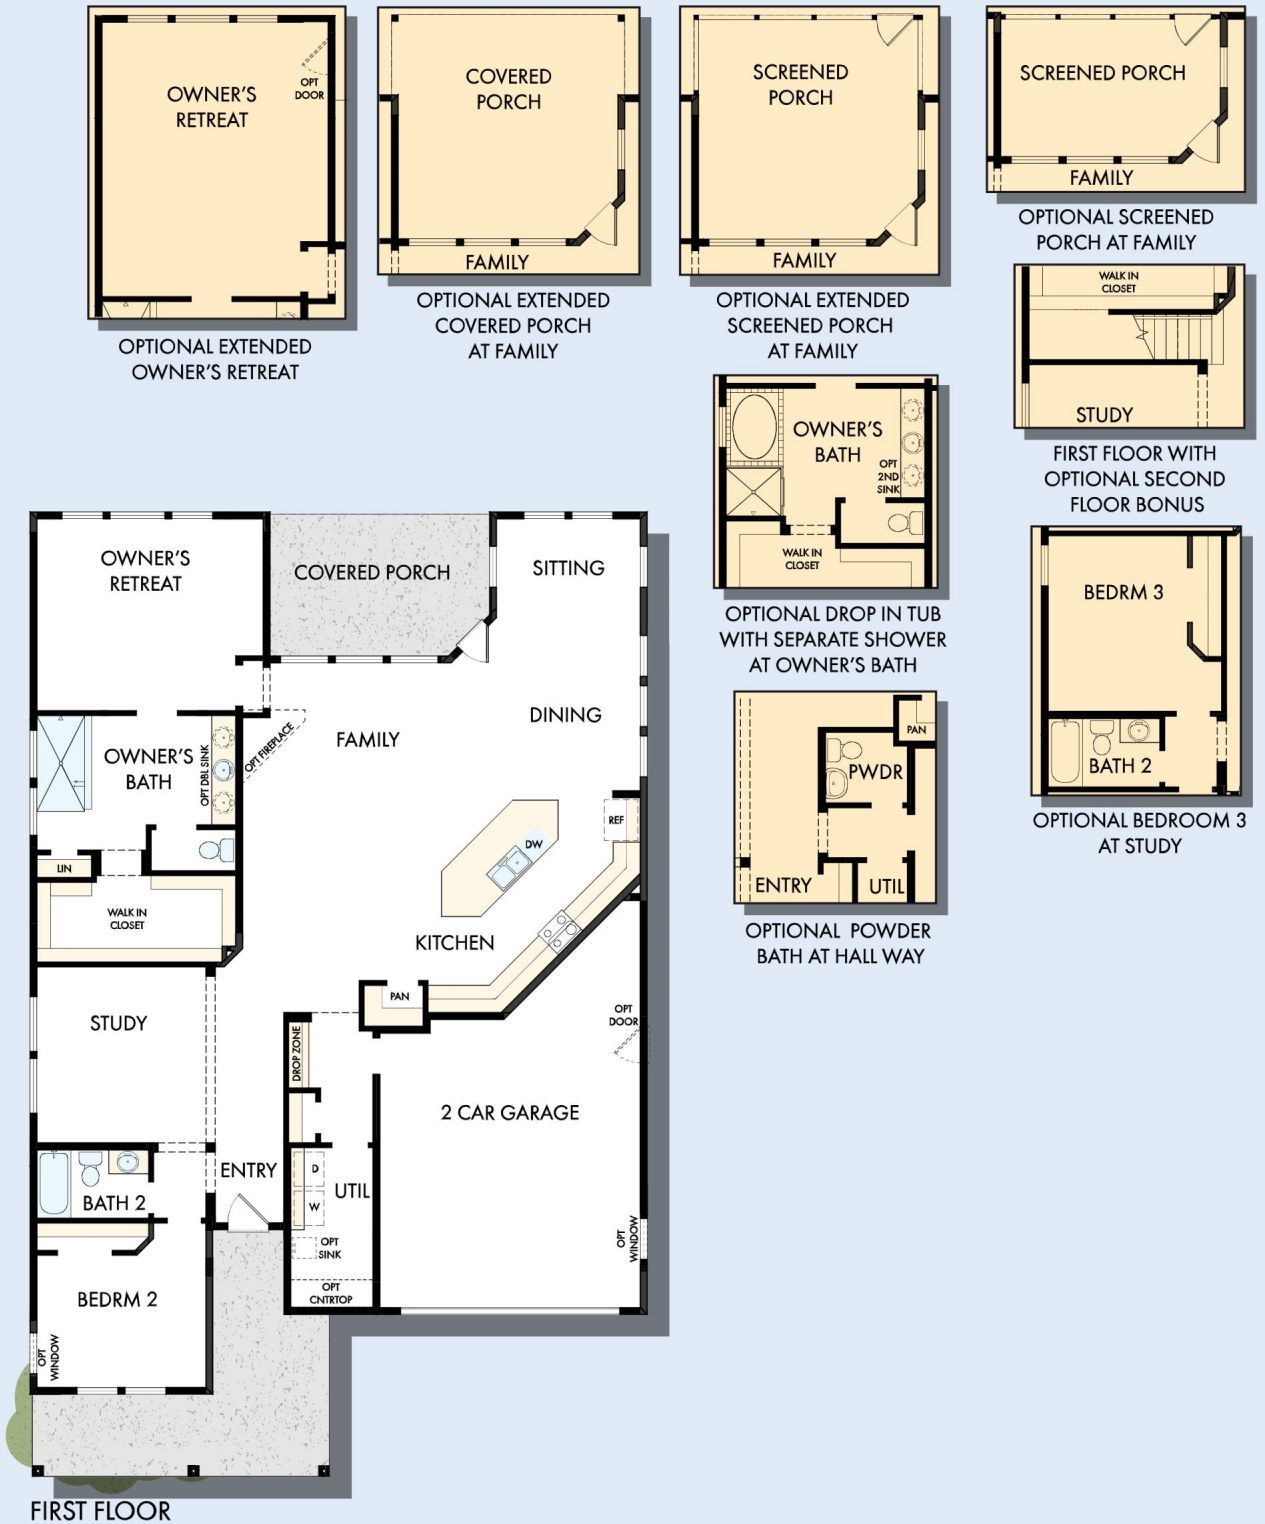 OWNER'S
RETREAT
OPT
DOOR
OPTIONAL EXTENDED
OWNER'S RETREAT
COVERED
PORCH
FAMILY
OPTIONAL EXTENDED
COVERED PORCH
AT FAMILY
SCREENED
PORCH
FAMILY
OPTIONAL EXTENDED
SCREENED PORCH
AT FAMILY
SCREENED PORCH
FAMILY
OPTIONAL SCREENED
PORCH AT FAMILY
WALK IN
CLOSET
STUDY
FIRST FLOOR WITH
OPTIONAL SECOND
FLOOR BONUS
OWNER'S
BATH
OPT
2ND
SINK
WALK IN
CLOSET
OPTIONAL DROP IN TUB
WITH SEPARATE SHOWER
AT OWNER'S BATH
BEDRM 3
BATH 2
OPTIONAL BEDROOM 3
AT STUDY
PAN
PWDR
ENTRY
UTIL
OPTIONAL POWDER
BATH AT HALL WAY
OWNER'S
RETREAT
COVERED PORCH
SITTING
DINING
FAMILY
OPT FIREPLACE
OWNER'S
BATH
OPT DBL SINK
REF
DW
LIN
WALK IN
CLOSET
KITCHEN
PAN
STUDY
DROP ZONE
OPT
DOOR
2 CAR GARAGE
ENTRY
D
W
UTIL
BATH 2
OPT
SINK
OPT
WINDOW
OPT
CNTRTOP
BEDRM 2
OPT
WINDOW
FIRST FLOOR